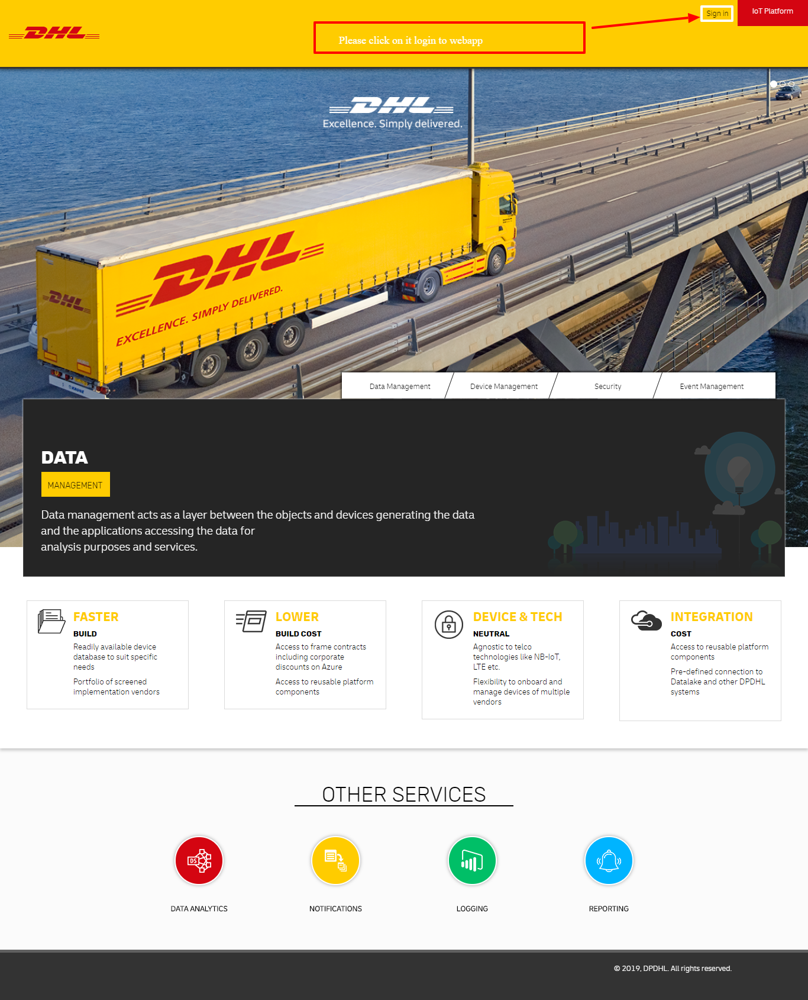 Sign in
IoT Platform
DHL
Please click on it login to webapp
DHL
Excellence. Simply delivered.
DHL
EXCELLENCE. SIMPLY DELIVERED.
DHL
KRONE
Data Management
Device Management
Security
Event Management
DATA
MANAGEMENT
Data management acts as a layer between the objects and devices generating the data
and the applications accessing the data for
analysis purposes and services.
FASTER
BUILD
Readily available device
database to suit specific
needs
Portfolio of screened
implementation vendors
LOWER
BUILD COST
Access to frame contracts
including corporate
discounts on Azure
Access to reusable platform
components
DEVICE & TECH
NEUTRAL
Agnostic to telco
technologies like NB-IoT,
LTE etc.
Flexibility to onboard and
manage devices of multiple
vendors
INTEGRATION
COST
Access to reusable platform
components
Pre-defined connection to
Datalake and other DPDHL
systems
OTHER SERVICES
DS
DATA ANALYTICS
NOTIFICATIONS
LOGGING
REPORTING
© 2019, DPDHL. All rights reserved.